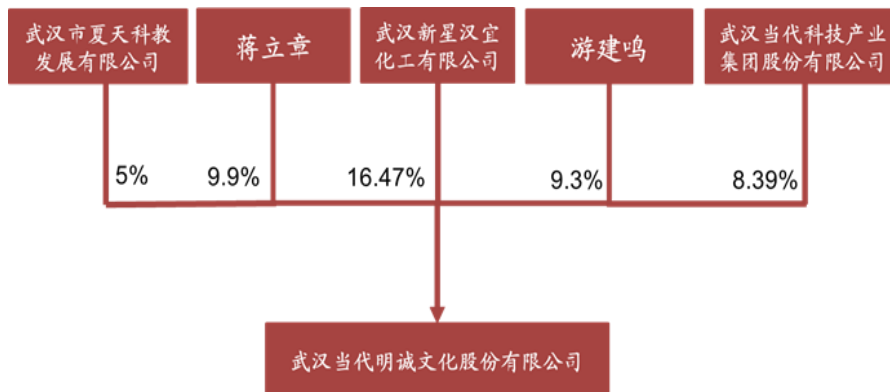 武汉市夏天科教
发展有限公司
蒋立章
武汉新星汉宜
化工有限公司
游建鸣
武汉当代科技产业
集团股份有限公司
5%
9.9%
16.47%
9.3%
8.39%
武汉当代明诚文化股份有限公司